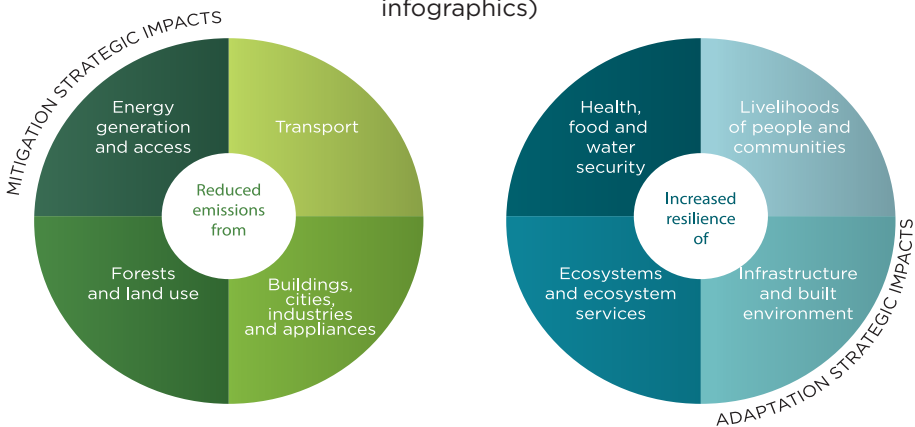 infographics)
MITIGATION STRATEGIC IMPACTS
Energy
generation
and access
Transport
Reduced
emissions
from
Forests
and land use
Buildings,
cities,
industries
and appliances
Health,
food and
water
security
Livelihoods
of people and
communities
Increased
resilience
of
Ecosystems
and ecosystem
services
Infrastructure
and built
environment
ADAPTATION STRATEGIC IMPACTS